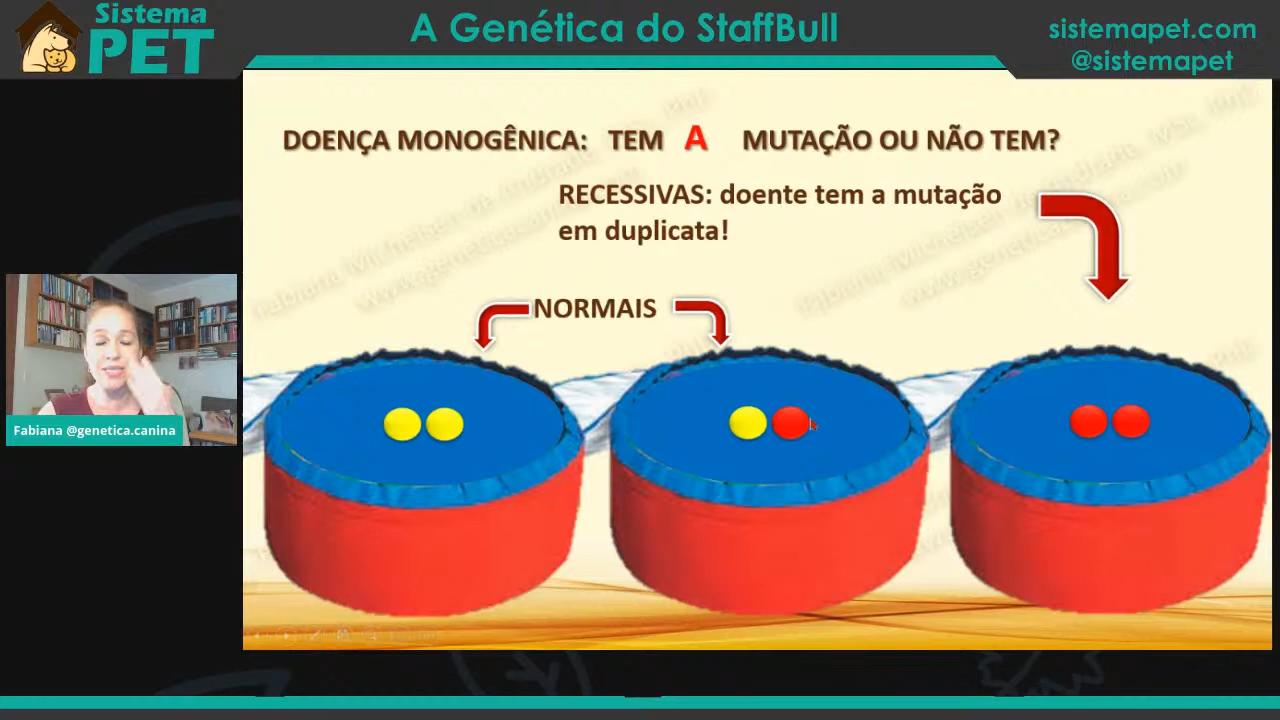 Sistema
PET
A Genética do StaffBull
sistemapet.com
@sistemapet
DOENÇA MONOGÊNICA: TEM A MUTAÇÃO OU NÃO TEM?
RECESSIVAS: doente tem a mutação
em duplicata!
NORMAIS
Fabiana @genetica.canina